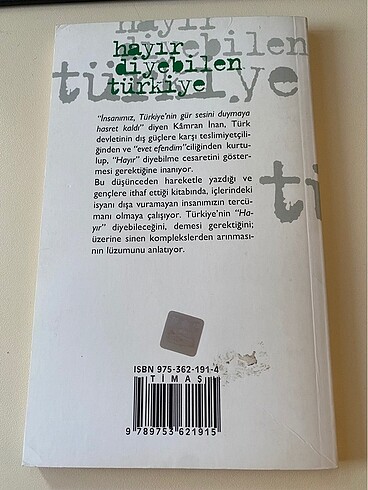 hayır
diyebilen
türkiye
hayır
diyebilen
türkiye
"İnsanımız, Türkiye'nin gür sesini duymaya
hasret kaldı" diyen Kâmran İnan, Türk
devletinin dış güçlere karşı teslimiyetçili-
ğinden ve "evet efendim"ciliğinden kurtu-
lup, "Hayır" diyebilme cesaretini göster-
mesi gerektiğine inanıyor.
Bu düşünceden hareketle yazdığı ve
gençlere ithaf ettiği kitabında, içlerindeki
isyanı dışa vuramayan insanımızın tercü-
manı olmaya çalışıyor. Türkiye'nin "Ha-
yır" diyebileceğini, demesi gerektiğini;
üzerine sinen komplekslerden arınması-
nın lüzumunu anlatıyor.
ti
ISBN 975-362-191-4
TİMAŞ
9 789753 621915